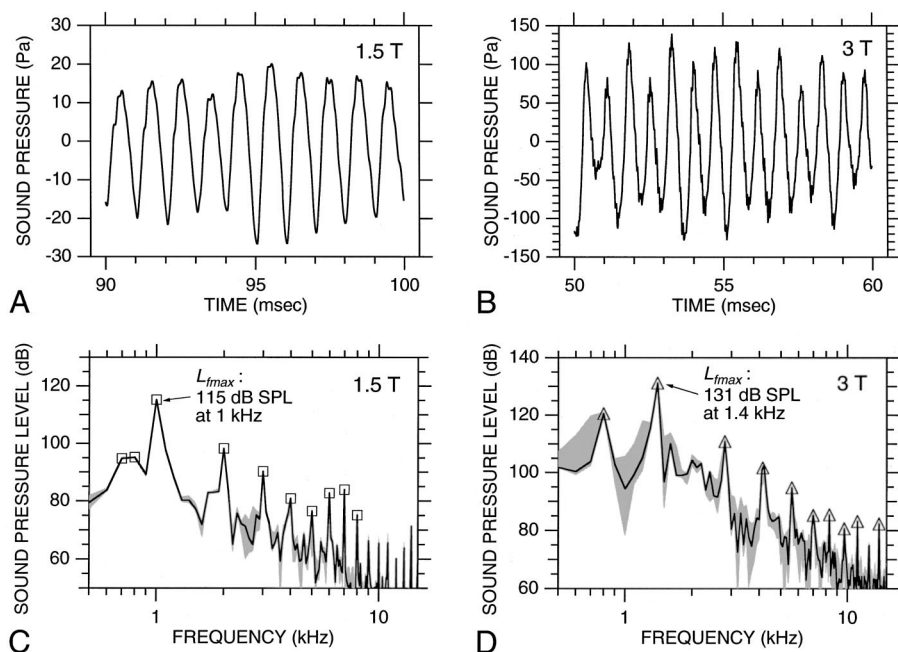 SOUND PRESSURE (Pa)
30
20
10
0
-10
-20
-30
1.5 T
90
95
100
TIME (msec)
A
SOUND PRESSURE (Pa)
150
100
50
0
-50
-100
-150
3 T
50
55
60
TIME (msec)
B
SOUND PRESSURE LEVEL (dB)
120
100
80
60
Lfmax :
115 dB SPL
at 1 kHz
1.5 T
1
10
FREQUENCY (kHz)
C
SOUND PRESSURE LEVEL (dB)
140
120
100
80
60
Lfmax :
131 dB SPL
at 1.4 kHz
3 T
1
10
FREQUENCY (kHz)
D